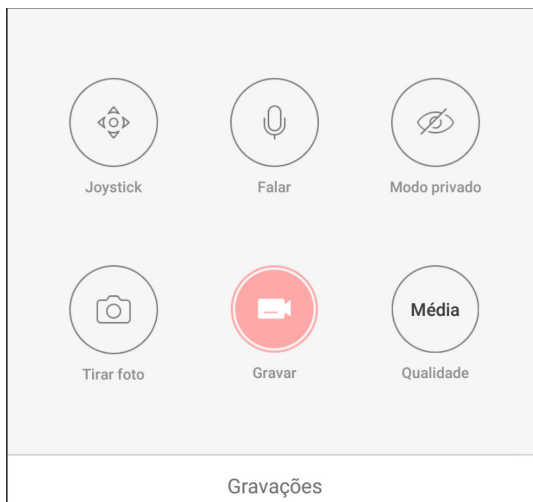 Joystick
Falar
Modo privado
Média
Tirar foto
Gravar
Qualidade
Gravações